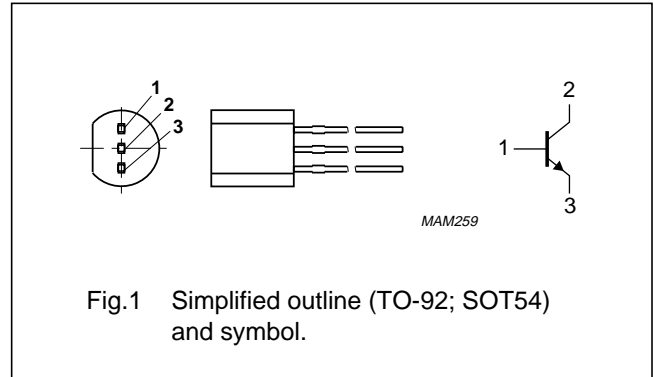 1
2
3
2
1
3
MAM259
Fig.1 Simplified outline (TO-92; SOT54)
and symbol.